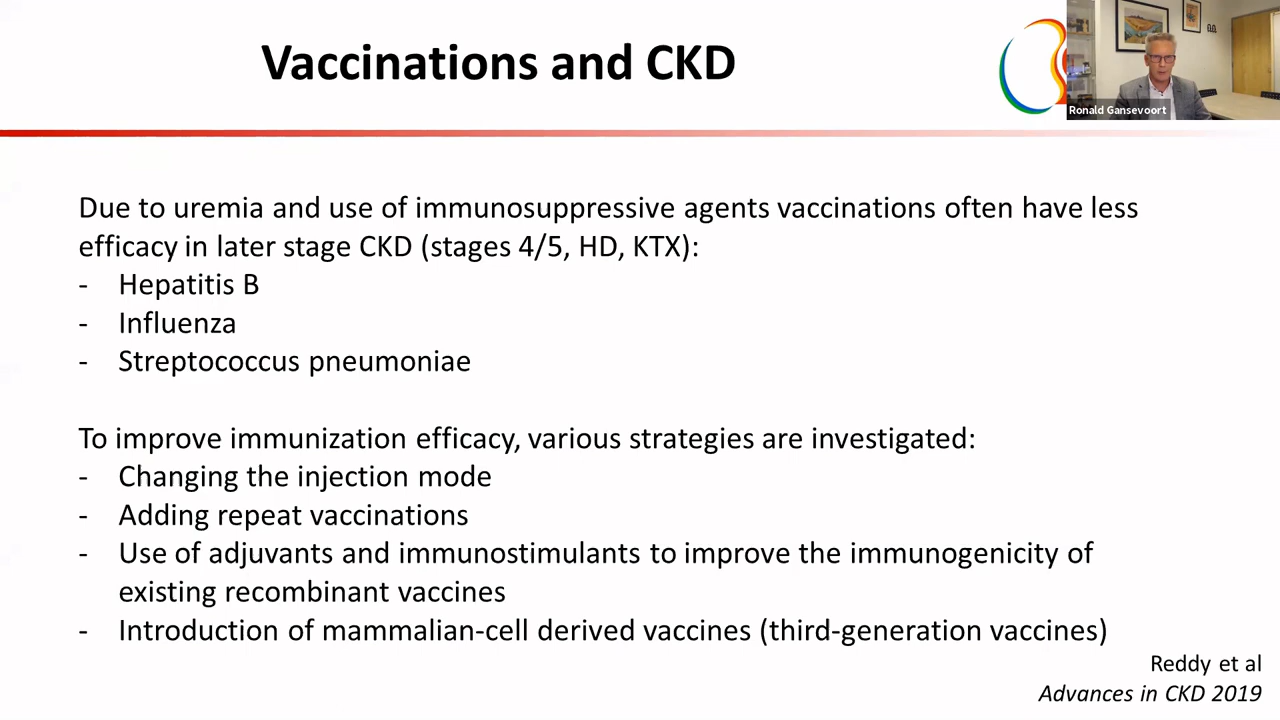 Vaccinations and CKD
Ronald Gansevoort
Due to uremia and use of immunosuppressive agents vaccinations often have less
efficacy in later stage CKD (stages 4/5, HD, KTX):
- Hepatitis B
- Influenza
- Streptococcus pneumoniae
To improve immunization efficacy, various strategies are investigated:
- Changing the injection mode
- Adding repeat vaccinations
- Use of adjuvants and immunostimulants to improve the immunogenicity of
existing recombinant vaccines
- Introduction of mammalian-cell derived vaccines (third-generation vaccines)
Reddy et al
Advances in CKD 2019